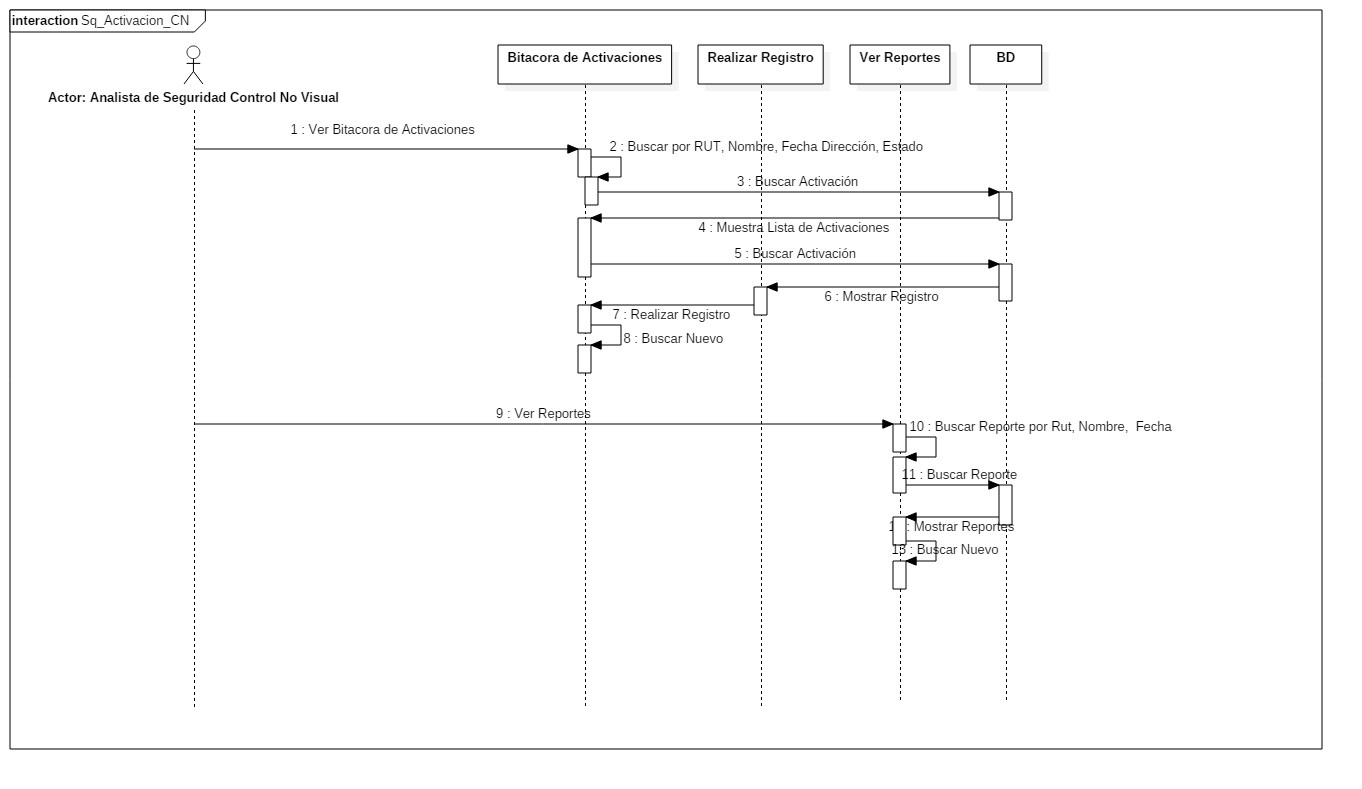 interaction Sq_Activacion_CN
Bitacora de Activaciones
Realizar Registro
Ver Reportes
BD
Actor: Analista de Seguridad Control No Visual
1 : Ver Bitacora de Activaciones
2 : Buscar por RUT, Nombre, Fecha Dirección, Estado
3 : Buscar Activación
4 : Muestra Lista de Activaciones
5 : Buscar Activación
6 : Mostrar Registro
7 : Realizar Registro
8 : Buscar Nuevo
9 : Ver Reportes
10 : Buscar Reporte por Rut, Nombre, Fecha
11 : Buscar Reporte
: Mostrar Reportes
13 : Buscar Nuevo